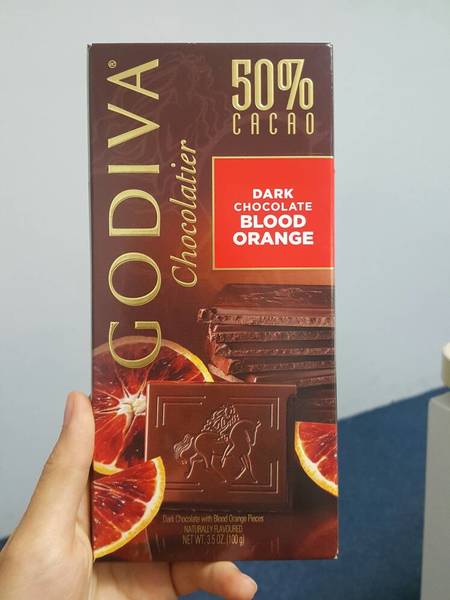 GODIVA®
Chocolatier
50%
CACAO
DARK
CHOCOLATE
BLOOD
ORANGE
Dark Chocolate with Blood Orange Pieces
NATURALLY FLAVOURED
NET WT. 3.5 OZ. (100g)